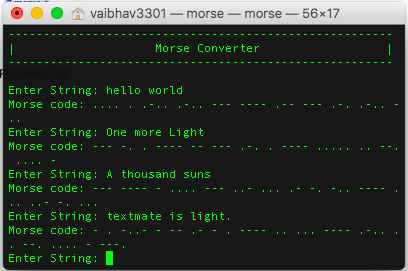 vaibhav3301 — morse — morse — 56×17
| Morse Converter |
Enter String: hello world
Morse code: .... . .-.. .-.. --- ---- .-- --- .-. .-.. -
..
Enter String: One more Light
Morse code: --- -. . ---- -- --- .-. . ---- .-.. .. --.
 .... -
Enter String: A thousand suns
Morse code: --- ---- - .... --- ..- ... .- -. -.. ---- .
.. ..- -. ...
Enter String: textmate is light.
Morse code: - . -..- - -- .- - . ---- .. ... ---- .-.. .
. --. .... - ---.
Enter String: